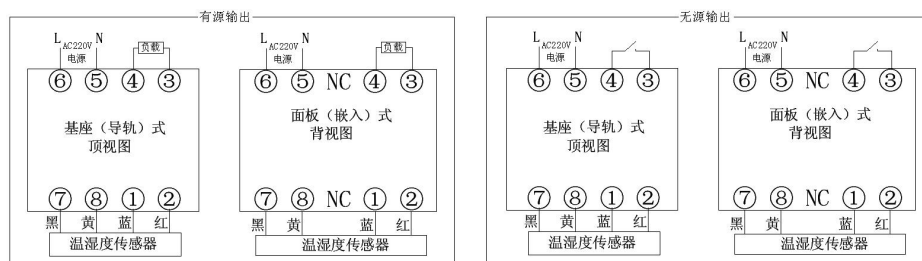 有源输出
L AC220V N 负载
电源
⑥ ⑤ ④ ③
基座（导轨）式
顶视图
⑦ ⑧ ① ②
黑 黄 蓝 红
温湿度传感器
L AC220V N 负载
电源
⑥ ⑤ NC ④ ③
面板（嵌入）式
背视图
⑦ ⑧ NC ① ②
黑 黄 蓝 红
温湿度传感器
无源输出
L AC220V N
电源
⑥ ⑤ ④ ③
基座（导轨）式
顶视图
⑦ ⑧ ① ②
黑 黄 蓝 红
温湿度传感器
L AC220V N
电源
⑥ ⑤ NC ④ ③
面板（嵌入）式
背视图
⑦ ⑧ NC ① ②
黑 黄 蓝 红
温湿度传感器